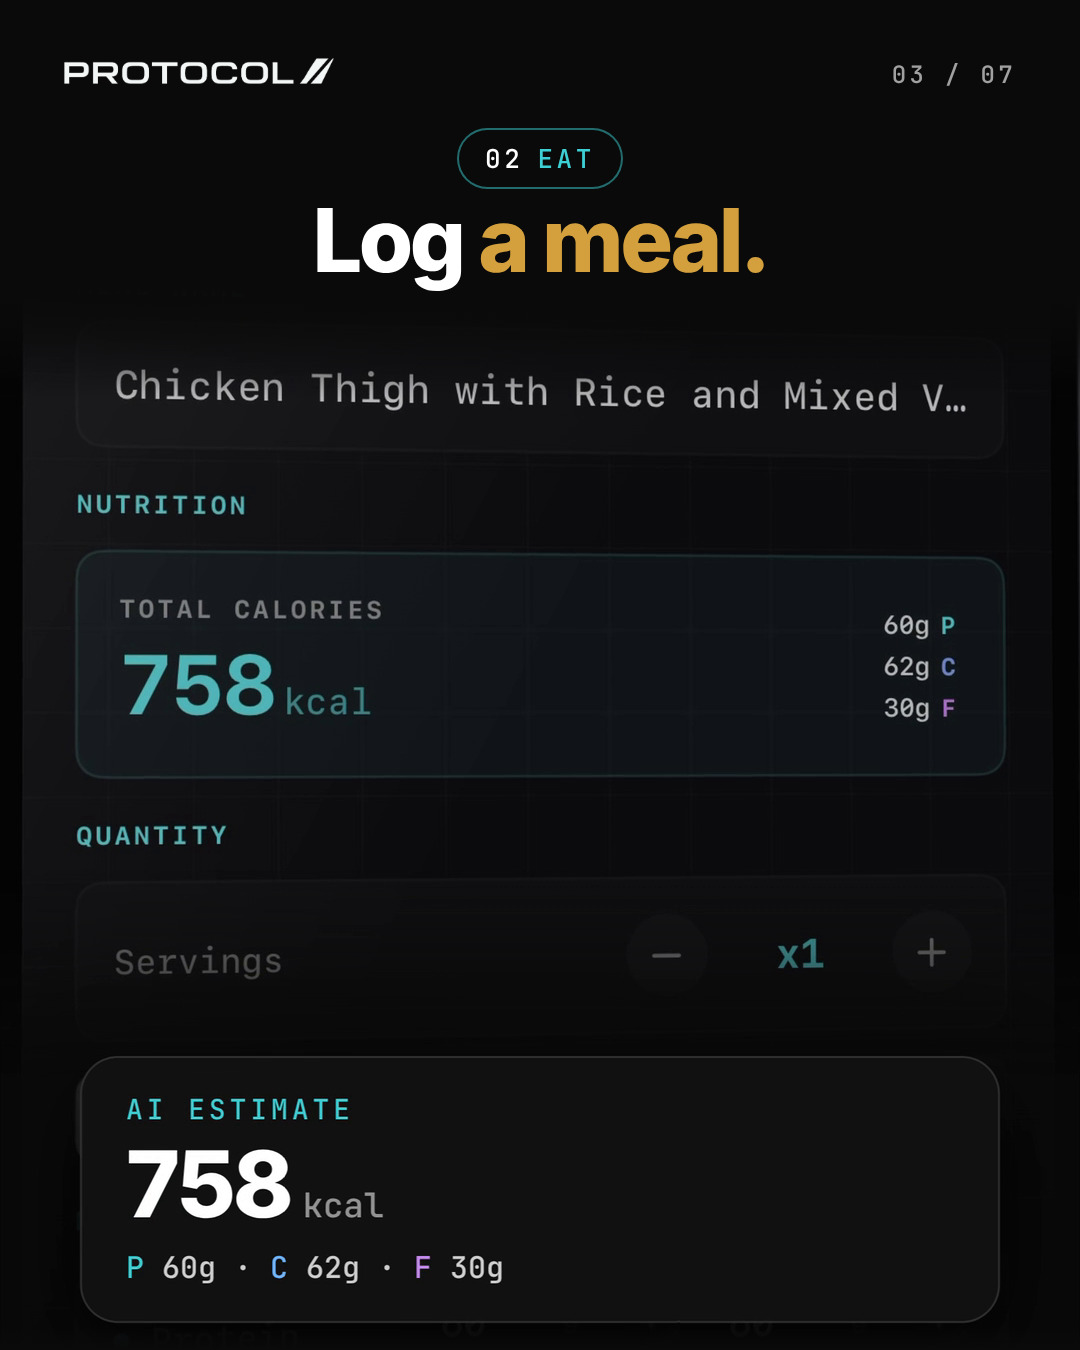 PROTOCOL
03 / 07
02 EAT
Log a meal.
Chicken Thigh with Rice and Mixed V…
NUTRITION
TOTAL CALORIES
758 kcal
60g P
62g C
30g F
QUANTITY
Servings
x1
AI ESTIMATE
758 kcal
P 60g · C 62g · F 30g